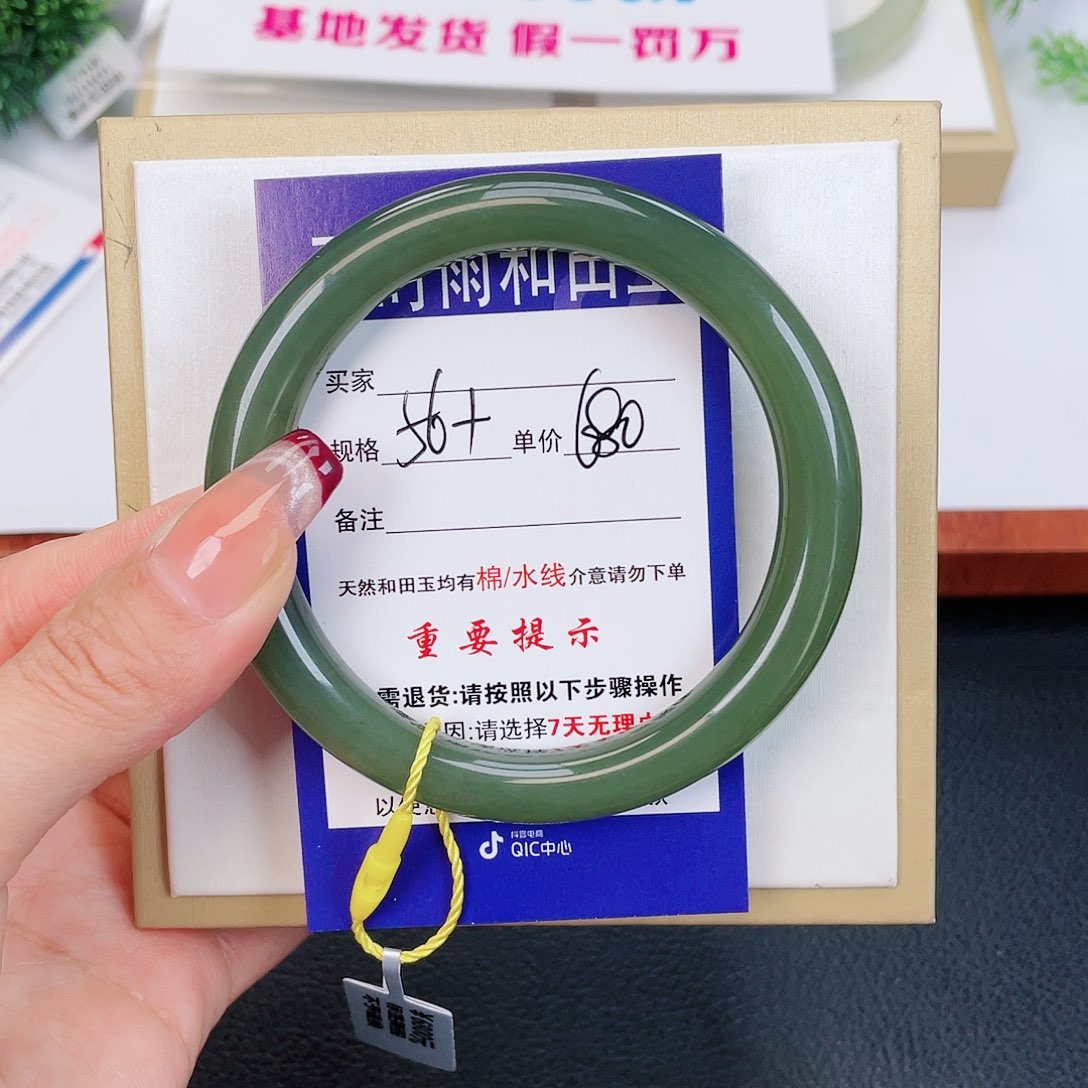 基地发货 假一罚万
雨和田玉
买家
规格 56+ 单价 680
备注
天然和田玉均有棉/水线介意请勿下单
重要提示
需退货:请按照以下步骤操作
因:请选择7天无理由
抖音电商
QIC中心